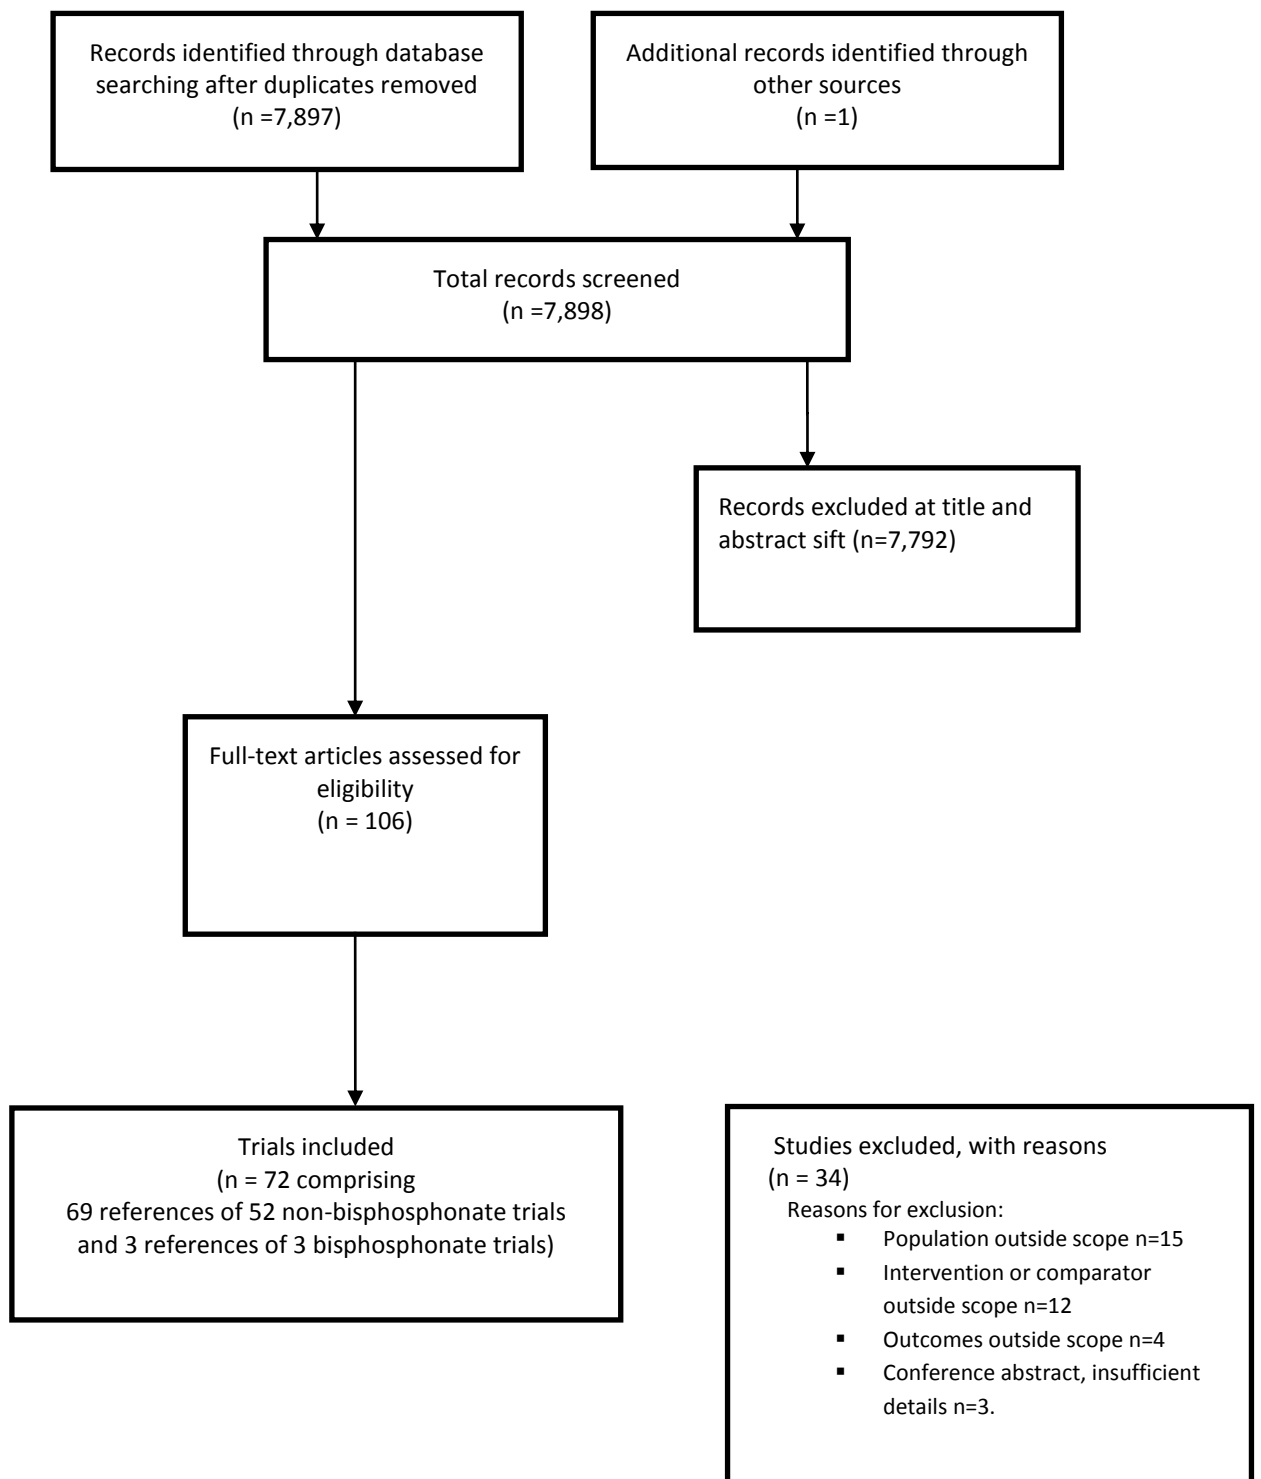 Records identified through database
searching after duplicates removed
(n =7,897)
Additional records identified through
other sources
(n =1)
Total records screened
(n =7,898)
Records excluded at title and
abstract sift (n=7,792)
Full-text articles assessed for
eligibility
(n = 106)
Trials included
(n = 72 comprising
69 references of 52 non-bisphosphonate trials
and 3 references of 3 bisphosphonate trials)
Studies excluded, with reasons
(n = 34)
Reasons for exclusion:
▪ Population outside scope n=15
▪ Intervention or comparator
outside scope n=12
▪ Outcomes outside scope n=4
▪ Conference abstract, insufficient
details n=3.